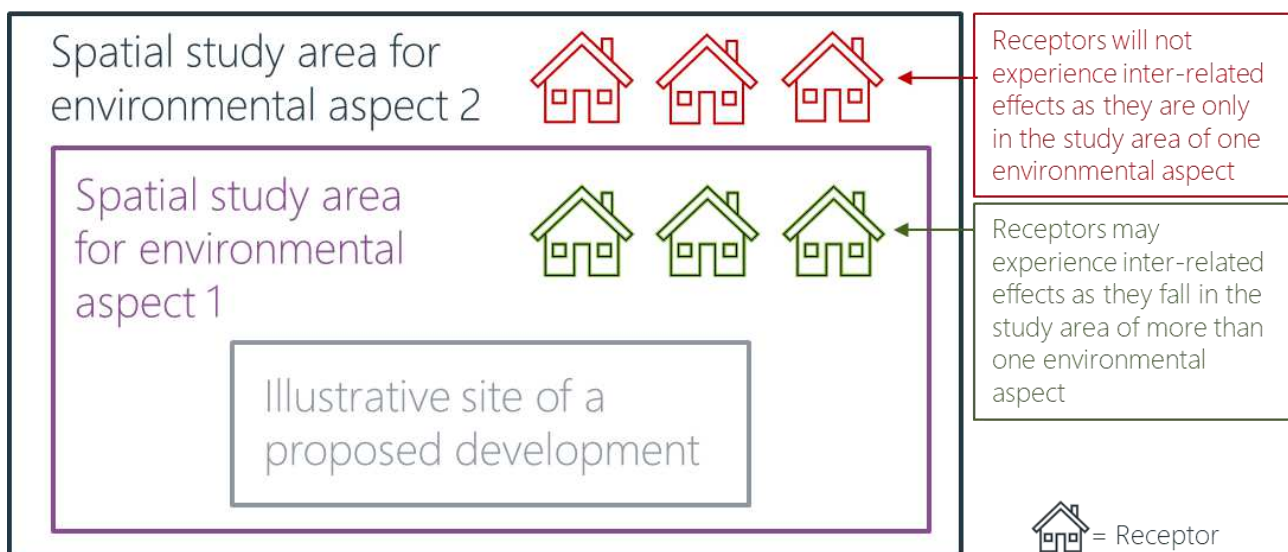 Spatial study area for
environmental aspect 2
Receptors will not
experience inter-related
effects as they are only
in the study area of one
environmental aspect
Spatial study area
for environmental
aspect 1
Receptors may
experience inter-related
effects as they fall in the
study area of more than
one environmental
aspect
Illustrative site of a
proposed development
= Receptor